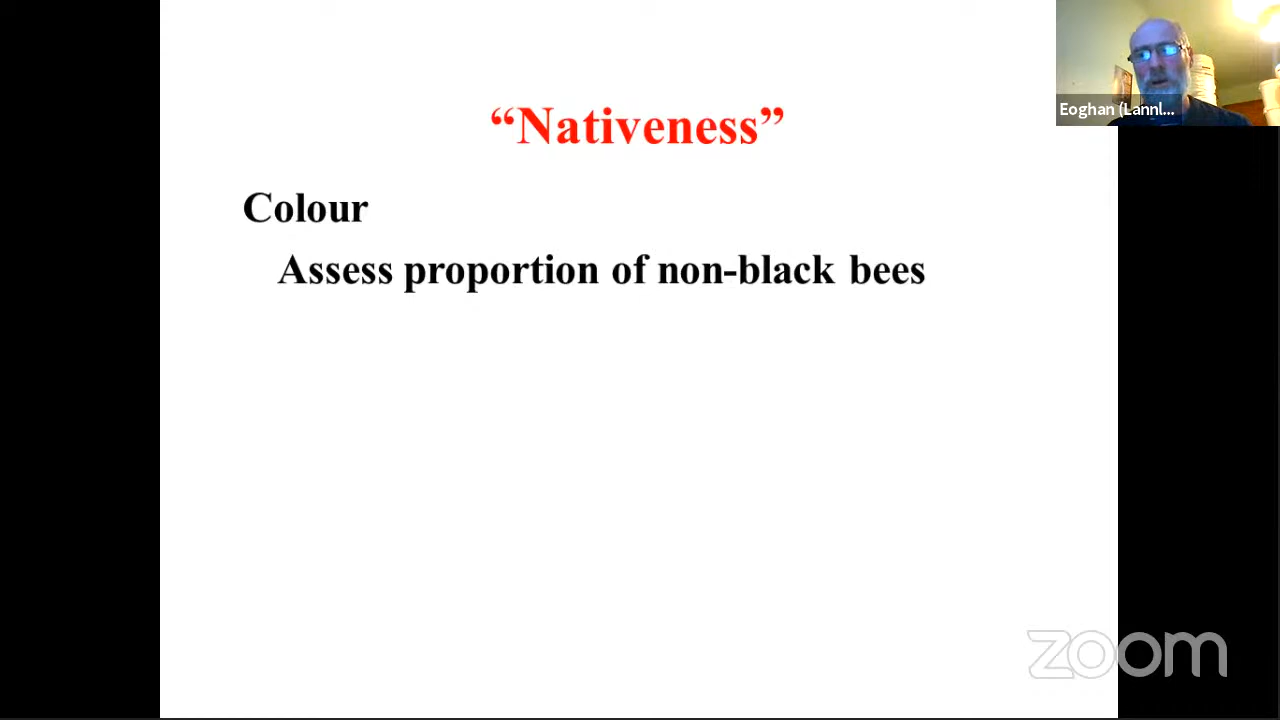 “Nativeness”
Colour
Assess proportion of non-black bees
Eoghan (Lannl...
zoom